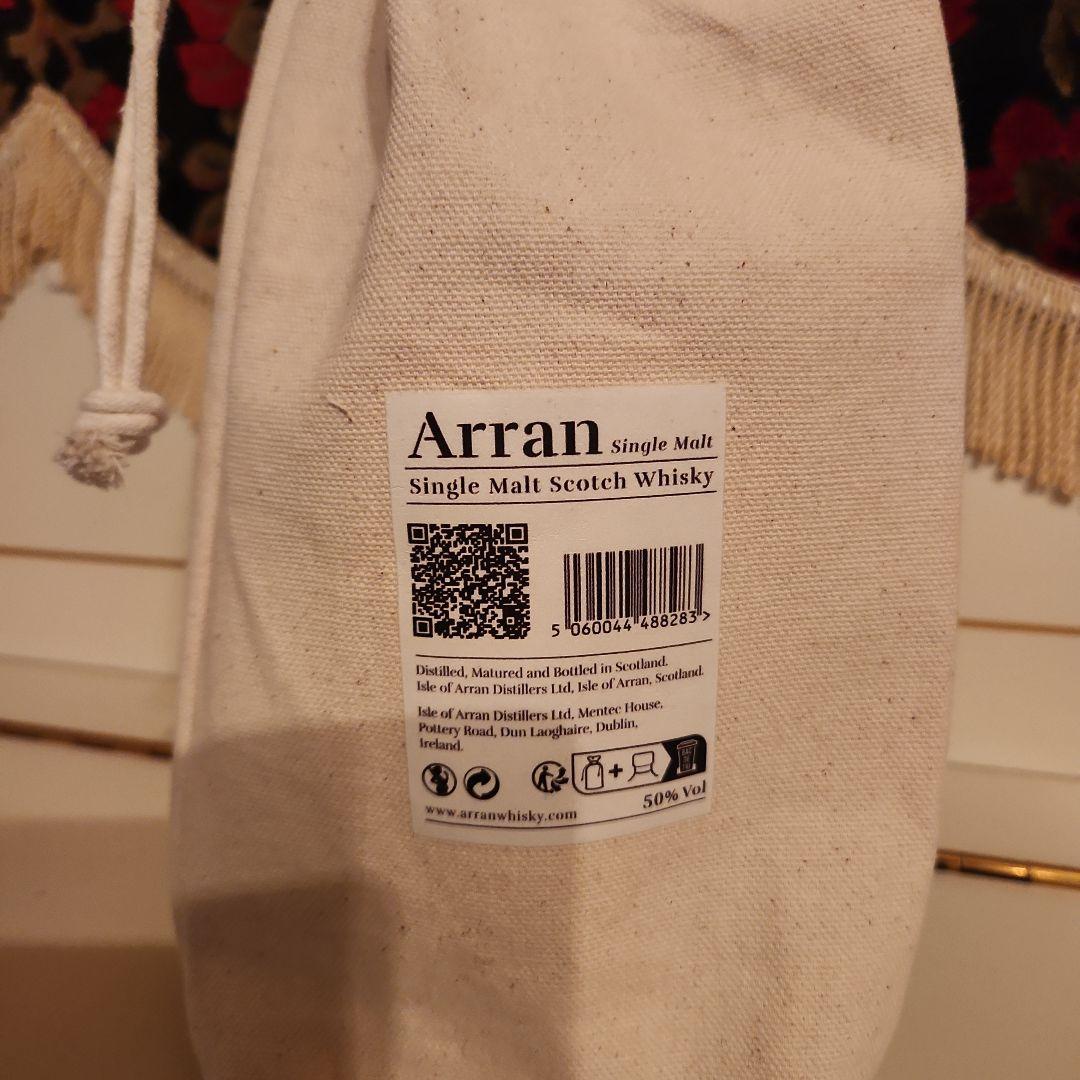 Arran Single Malt
Single Malt Scotch Whisky
5 060044 488283 >
Distilled, Matured and Bottled in Scotland.
Isle of Arran Distillers Ltd, Isle of Arran, Scotland.
Isle of Arran Distillers Ltd. Mentec House,
Pottery Road, Dun Laoghaire, Dublin,
Ireland.
+
50% Vol
www.arranwhisky.com